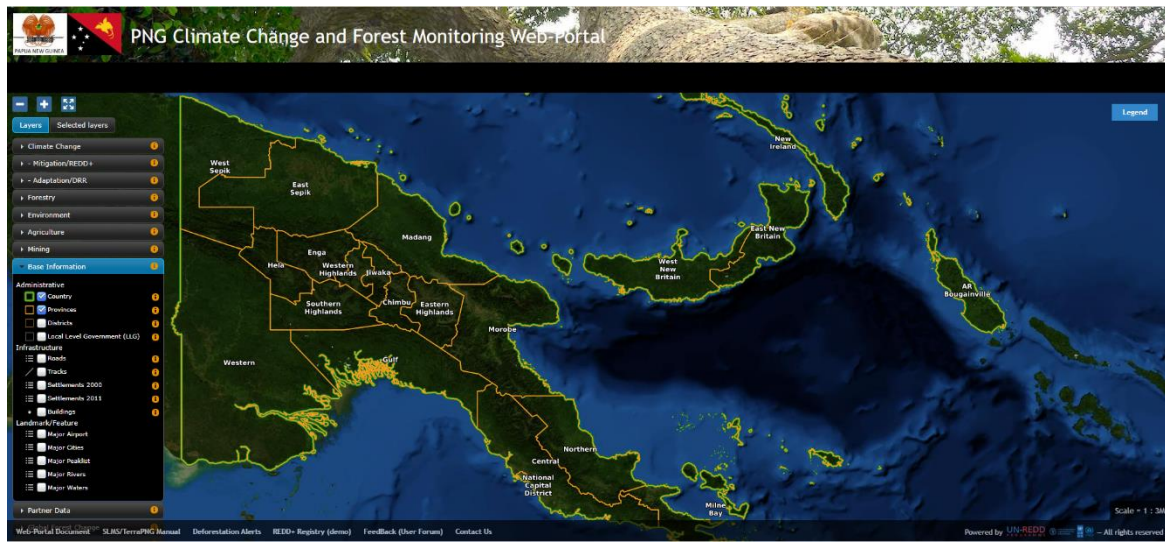 PAPUA NEW GUINEA
PNG Climate Change and Forest Monitoring Web-Portal
Layers
Selected layers
Legend
Climate Change
- Mitigation/REDD+
- Adaptation/DRR
Forestry
Environment
Agriculture
Mining
Base Information
Administrative
Country
Provinces
Districts
Local Level Government (LLG)
Infrastructure
Roads
Tracks
Settlements 2000
Settlements 2011
Buildings
Landmark/Feature
Major Airport
Major Cities
Major Peaklist
Major Rivers
Major Waters
Partner Data
Global Forest Change
West
Sepik
East
Sepik
Madang
Enga
Hela
Western
Highlands
Jiwaka
Southern
Highlands
Chimbu
Eastern
Highlands
Morobe
Western
Gulf
Northern
Central
National
Capital
District
Milne
Bay
New
Ireland
East New
Britain
West
New
Britain
AR
Bougainville
Scale = 1 : 3M
Web-Portal Document
SLMS/TerraPNG Manual
Deforestation Alerts
REDD+ Registry (demo)
FeedBack (User Forum)
Contact Us
Powered by UN-REDD
PROGRAMME
– All rights reserved